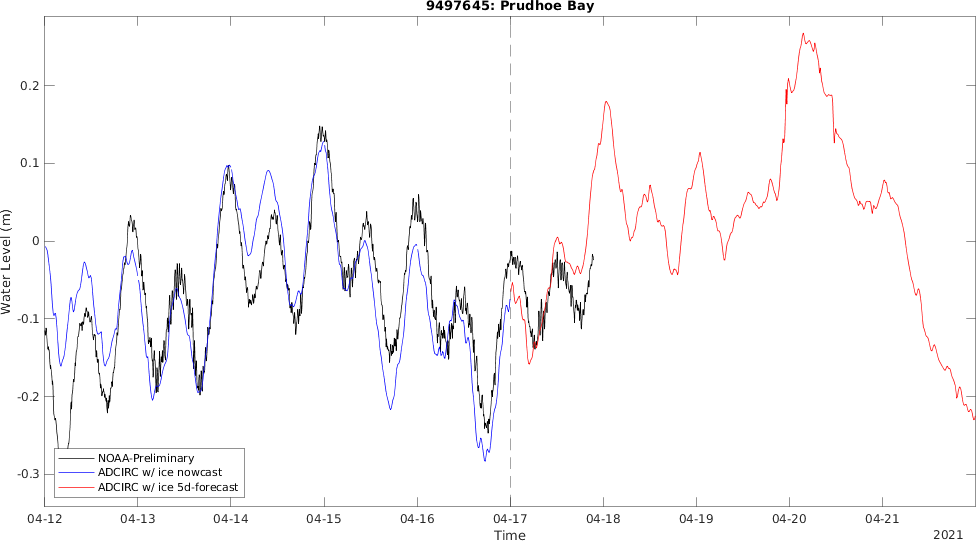 9497645: Prudhoe Bay
Water Level (m)
0.2
0.1
0
-0.1
-0.2
-0.3
NOAA-Preliminary
ADCIRC w/ ice nowcast
ADCIRC w/ ice 5d-forecast
04-12 04-13 04-14 04-15 04-16 04-17 04-18 04-19 04-20 04-21
Time
2021